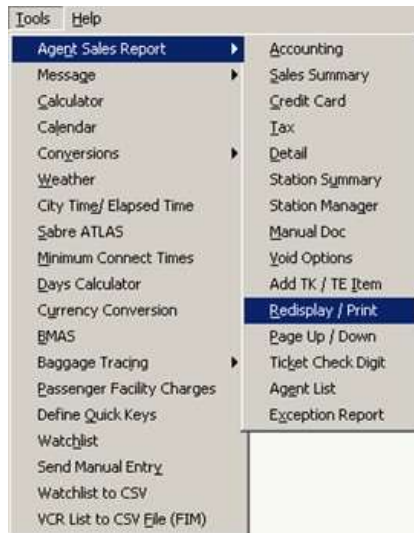 Tools Help
Agent Sales Report
Message
Calculator
Calendar
Conversions
Weather
City Time/ Elapsed Time
Sabre ATLAS
Minimum Connect Times
Days Calculator
Currency Conversion
BMAS
Baggage Tracing
Passenger Facility Charges
Define Quick Keys
Watchlist
Send Manual Entry
Watchlist to CSV
VCR List to CSV File (FIM)
Accounting
Sales Summary
Credit Card
Tax
Detail
Station Summary
Station Manager
Manual Doc
Void Options
Add TK / TE Item
Redisplay / Print
Page Up / Down
Ticket Check Digit
Agent List
Exception Report